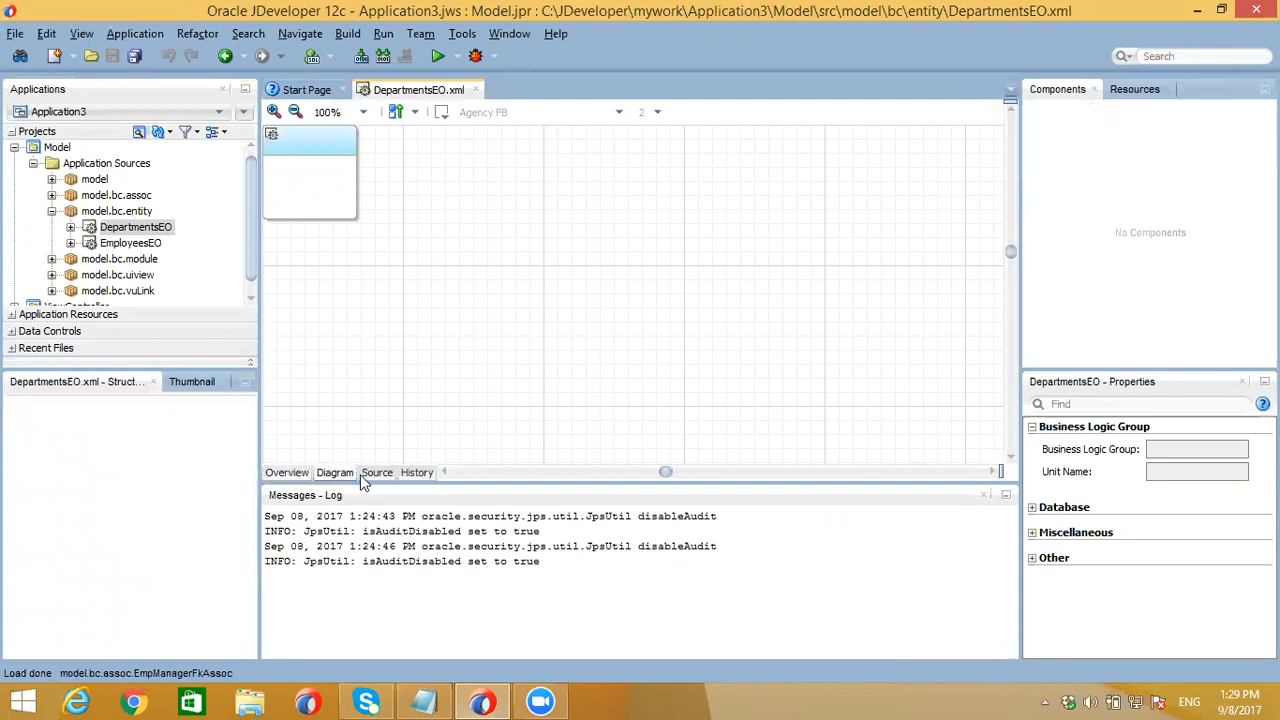 Oracle JDeveloper 12c - Application3.jws : Model.jpr : C:\JDeveloper\mywork\Application3\Model\src\model\bc\entity\DepartmentsEO.xml
File Edit View Application Refactor Search Navigate Build Run Team Tools Window Help
Search
Applications
Start Page
DepartmentsEO.xml
Components
Resources
Application3
100%
Agency FB
2
Projects
Model
Application Sources
model
model.bc.assoc
model.bc.entity
DepartmentsEO
EmployeesEO
model.bc.module
model.bc.uiview
model.bc.vuLink
No Components
Application Resources
Data Controls
Recent Files
DepartmentsEO.xml - Struct...
Thumbnail
DepartmentsEO - Properties
Find
Business Logic Group
Business Logic Group:
Unit Name:
Database
Miscellaneous
Other
Overview Diagram Source History
Messages - Log
Sep 08, 2017 1:24:43 PM oracle.security.jps.util.JpsUtil disableAudit
INFO: JpsUtil: isAuditDisabled set to true
Sep 08, 2017 1:24:46 PM oracle.security.jps.util.JpsUtil disableAudit
INFO: JpsUtil: isAuditDisabled set to true
Load done model.bc.assoc.EmpManagerFkAssoc
ENG
1:29 PM
9/8/2017